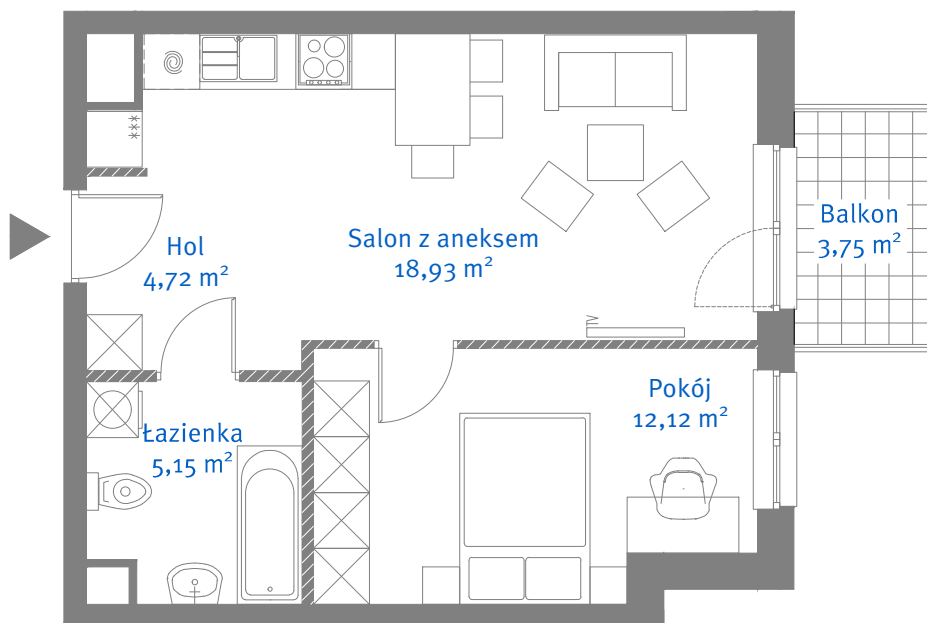 Hol
4,72 m²
Salon z aneksem
18,93 m²
Balkon
3,75 m²
Pokój
12,12 m²
Łazienka
5,15 m²
TV